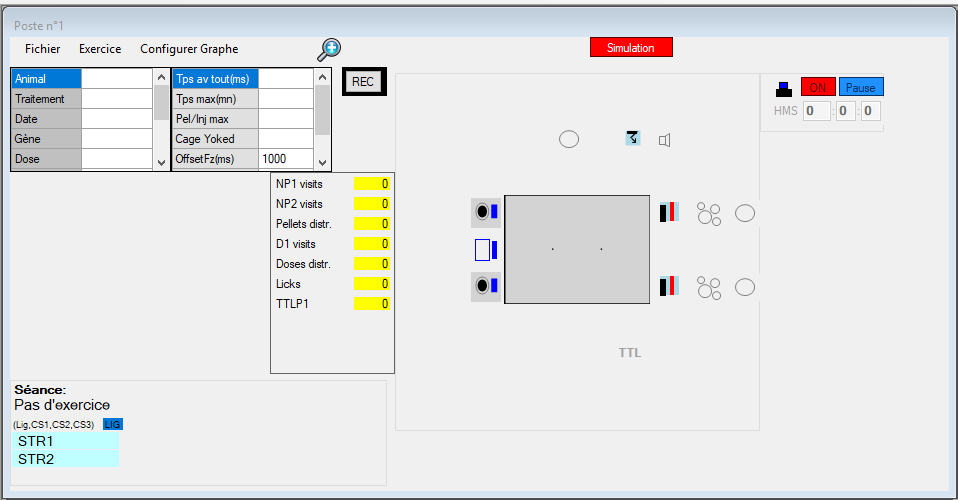 Poste n°1
Fichier Exercice Configurer Graphe
Simulation
Animal
Traitement
Date
Gêne
Dose
Tps av tout(ms)
Tps max(mn)
Pel/Inj max
Cage Yoked
OffsetFz(ms) 1000
REC
ON Pause
HMS 0 : 0 : 0
NP1 visits 0
NP2 visits 0
Pellets distr. 0
D1 visits 0
Doses distr. 0
Licks 0
TTLP1 0
TTL
Séance:
Pas d'exercice
(Lig,CS1,CS2,CS3) LIG
STR1
STR2